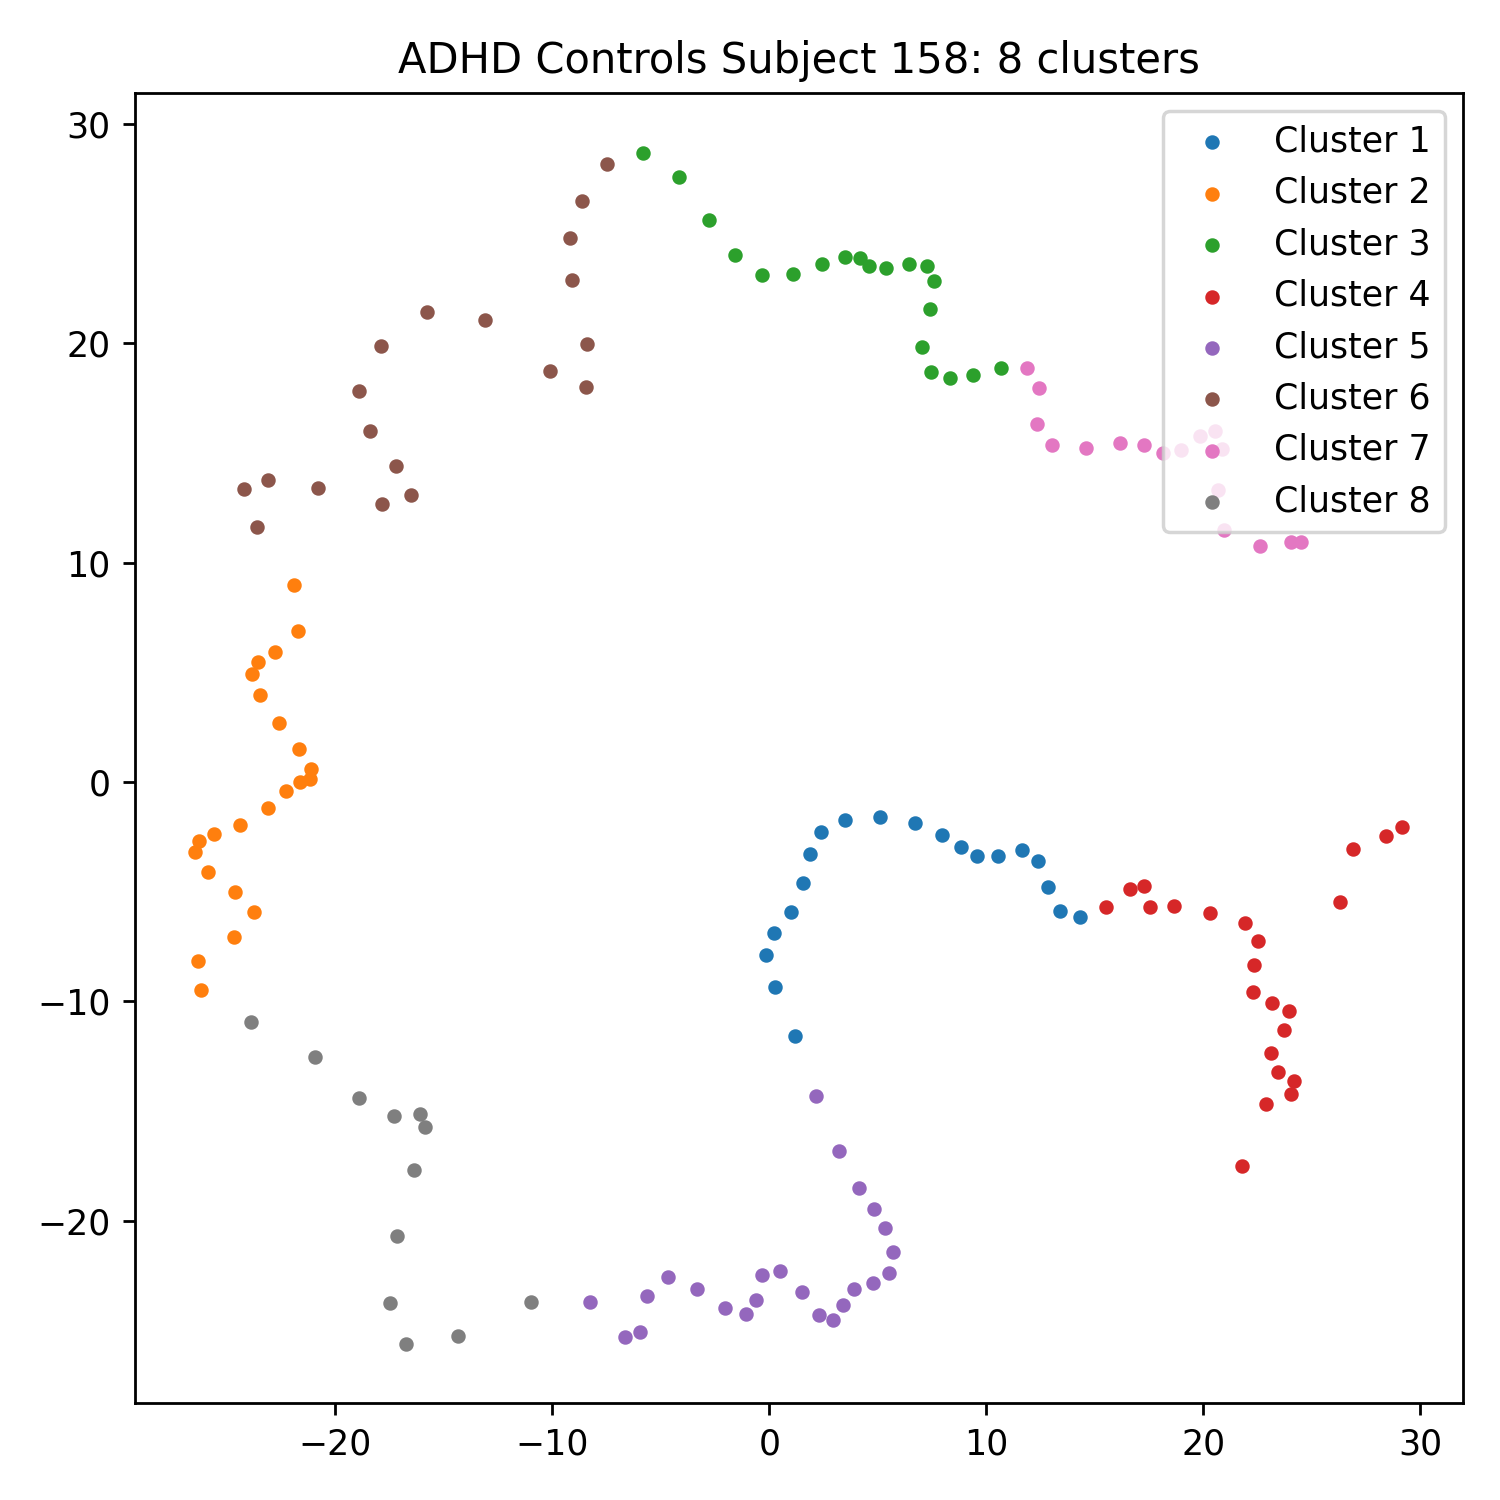 ADHD Controls Subject 158: 8 clusters
30
20
10
0
−10
−20
−20
−10
0
10
20
30
Cluster 1
Cluster 2
Cluster 3
Cluster 4
Cluster 5
Cluster 6
Cluster 7
Cluster 8